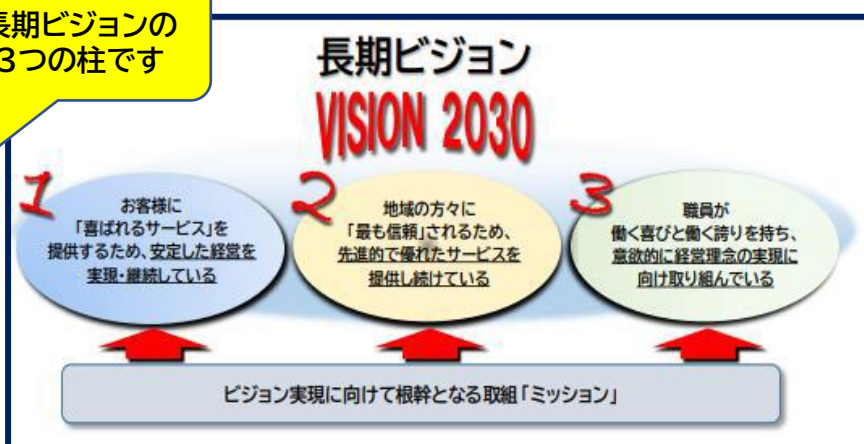 長期ビジョンの
3つの柱です
長期ビジョン
VISION 2030
1
お客様に
「喜ばれるサービス」を
提供するため、安定した経営を
実現・継続している
2
地域の方々に
「最も信頼」されるため、
先進的で優れたサービスを
提供し続けている
3
職員が
働く喜びと働く誇りを持ち、
意欲的に経営理念の実現に
向け取り組んでいる
ビジョン実現に向けて根幹となる取組「ミッション」